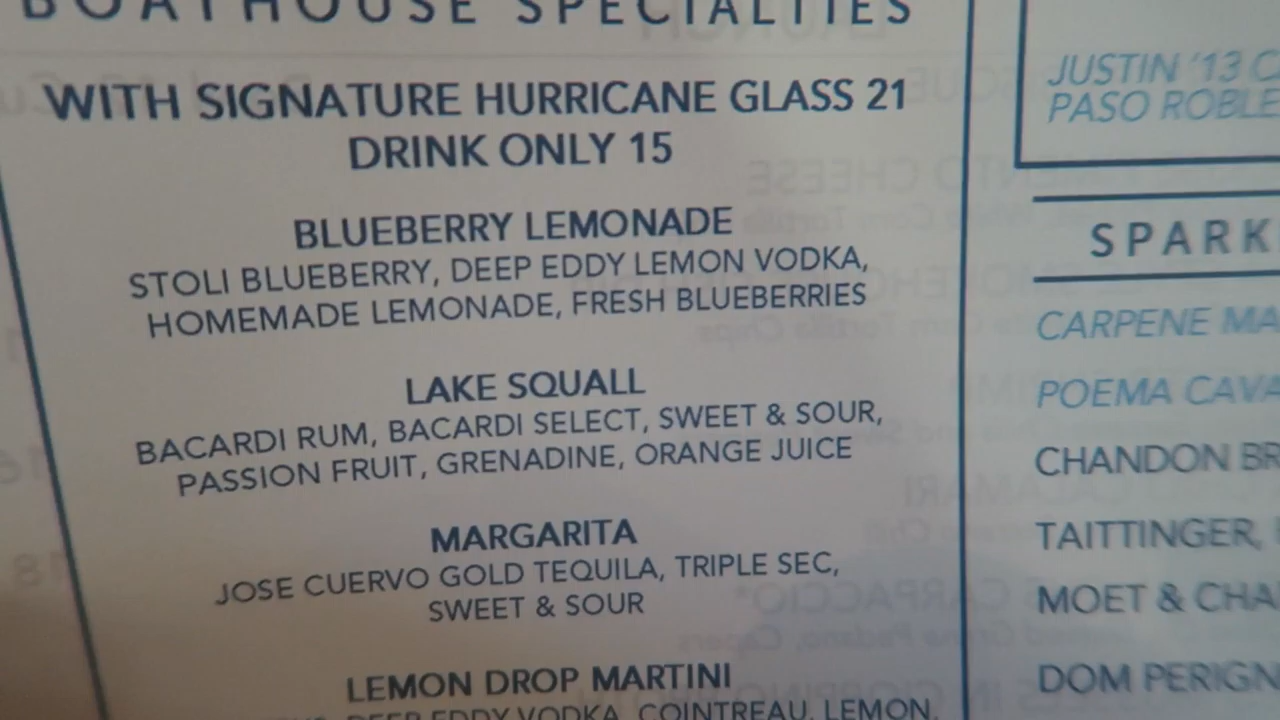 BOATHOUSE SPECIALTIES
WITH SIGNATURE HURRICANE GLASS 21
DRINK ONLY 15
BLUEBERRY LEMONADE
STOLI BLUEBERRY, DEEP EDDY LEMON VODKA,
HOMEMADE LEMONADE, FRESH BLUEBERRIES
LAKE SQUALL
BACARDI RUM, BACARDI SELECT, SWEET & SOUR,
PASSION FRUIT, GRENADINE, ORANGE JUICE
MARGARITA
JOSE CUERVO GOLD TEQUILA, TRIPLE SEC,
SWEET & SOUR
LEMON DROP MARTINI
DEEP EDDY VODKA, COINTREAU, LEMON,
JUSTIN '13 C
PASO ROBLE
SPARK
CARPENE MA
POEMA CAVA
CHANDON BR
TAITTINGER,
MOET & CHA
DOM PERIGN